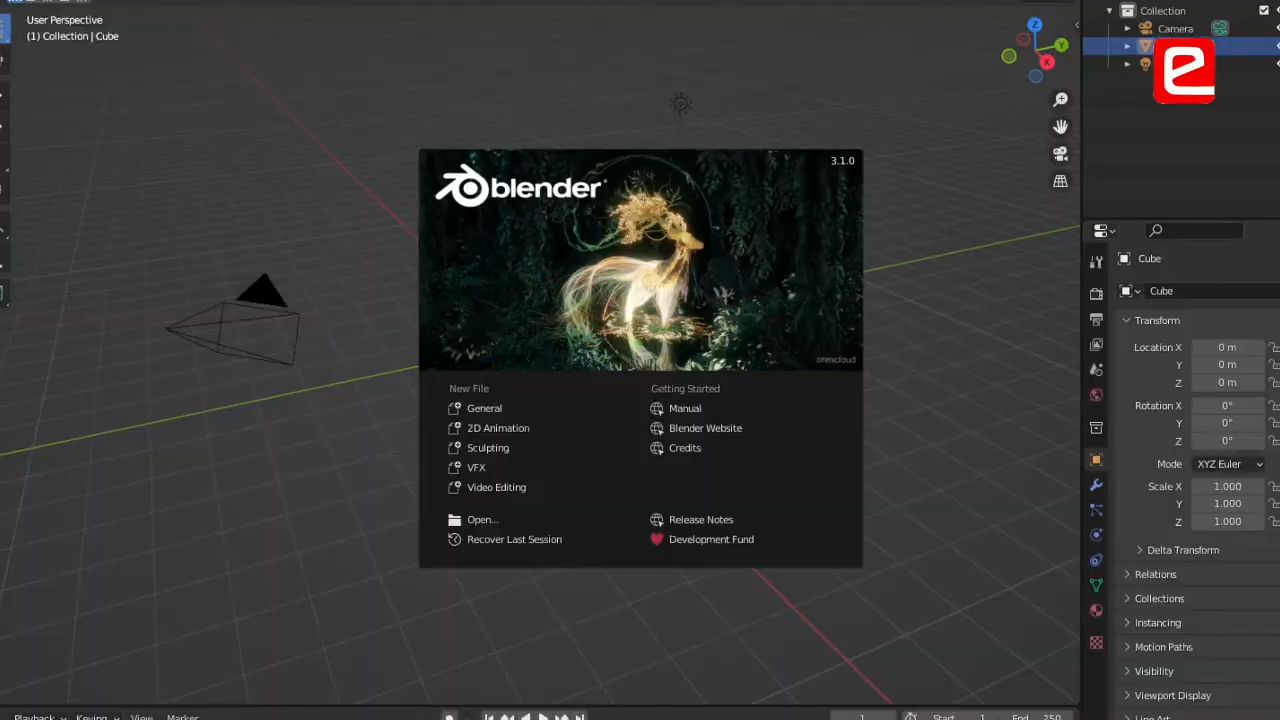 User Perspective
(1) Collection | Cube
Z
Y
X
Collection
Camera
e
blender
3.1.0
orencloud
New File
General
2D Animation
Sculpting
VFX
Video Editing
Open...
Recover Last Session
Getting Started
Manual
Blender Website
Credits
Release Notes
Development Fund
Cube
Cube
Transform
Location X 0 m
Y 0 m
Z 0 m
Rotation X 0°
Y 0°
Z 0°
Mode XYZ Euler
Scale X 1.000
Y 1.000
Z 1.000
Delta Transform
Relations
Collections
Instancing
Motion Paths
Visibility
Viewport Display
Line Art
Playback Keying View Marker
1 Start 1 End 250